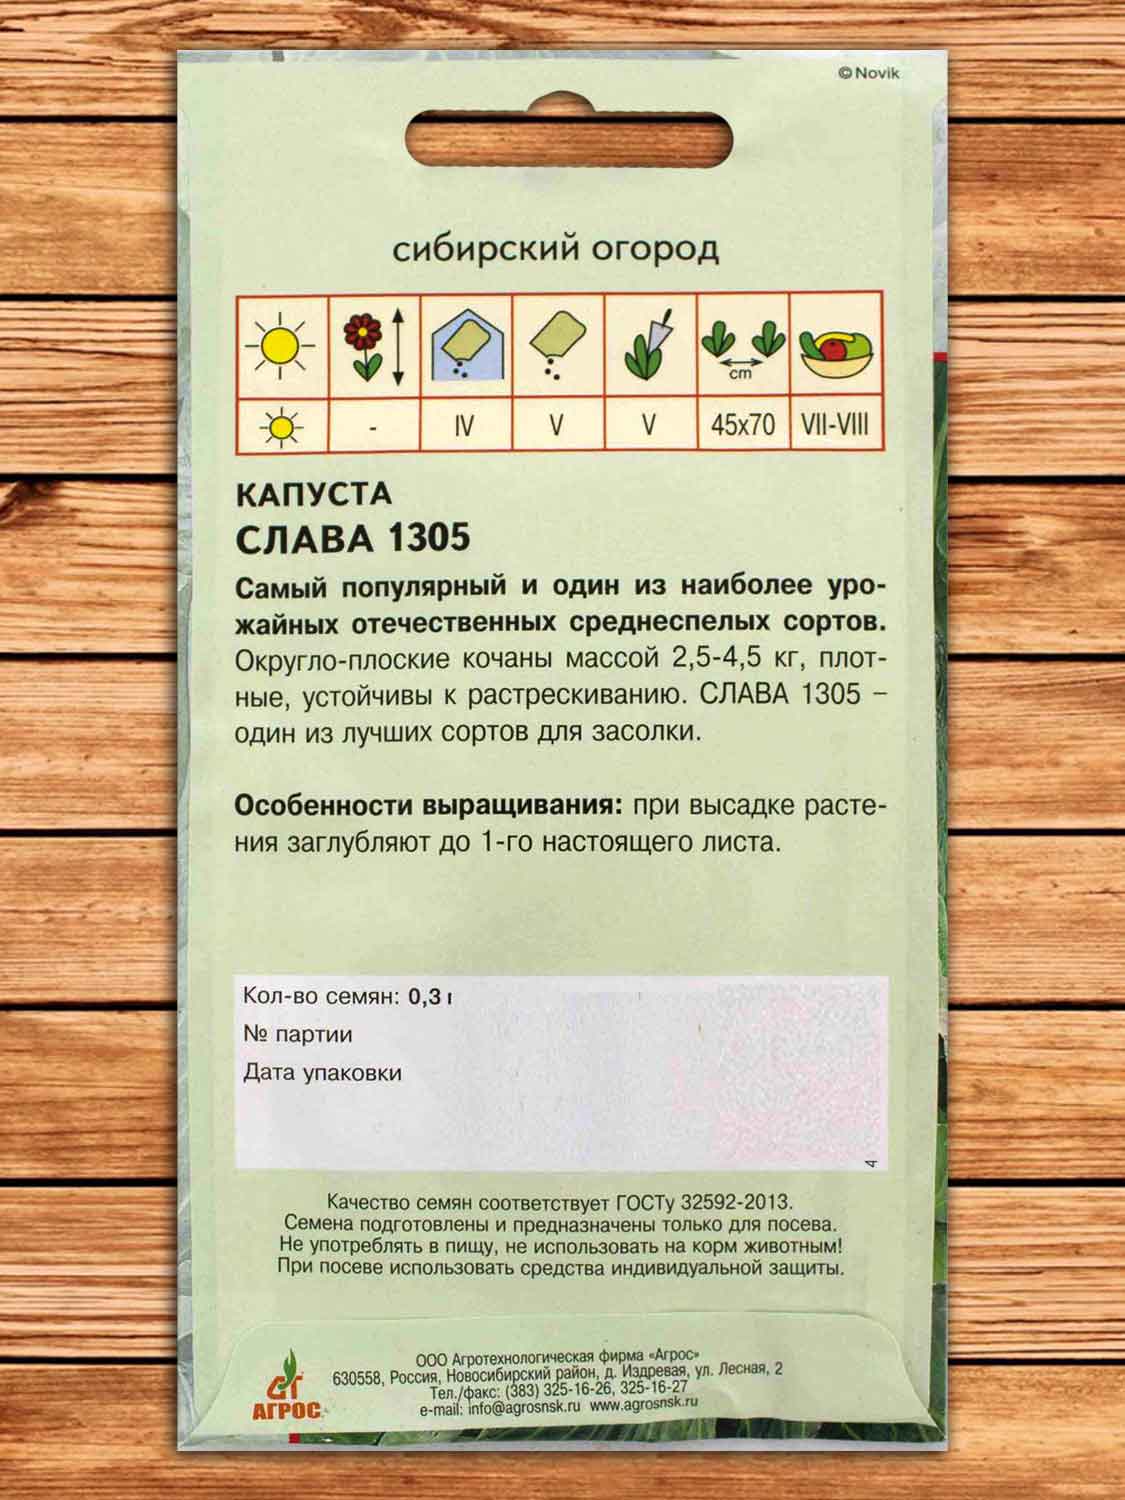 © Novik
сибирский огород
cm
- IV V V 45х70 VII-VIII
КАПУСТА
СЛАВА 1305
Самый популярный и один из наиболее уро-
жайных отечественных среднеспелых сортов.
Округло-плоские кочаны массой 2,5-4,5 кг, плот-
ные, устойчивы к растрескиванию. СЛАВА 1305 –
один из лучших сортов для засолки.
Особенности выращивания: при высадке расте-
ния заглубляют до 1-го настоящего листа.
Кол-во семян: 0,3 г
№ партии
Дата упаковки
4
Качество семян соответствует ГОСТу 32592-2013.
Семена подготовлены и предназначены только для посева.
Не употреблять в пищу, не использовать на корм животным!
При посеве использовать средства индивидуальной защиты.
ООО Агротехнологическая фирма «Агрос»
630558, Россия, Новосибирский район, д. Издревая, ул. Лесная, 2
Тел./факс: (383) 325-16-26, 325-16-27
e-mail: info@agrosnsk.ru www.agrosnsk.ru
АГРОС